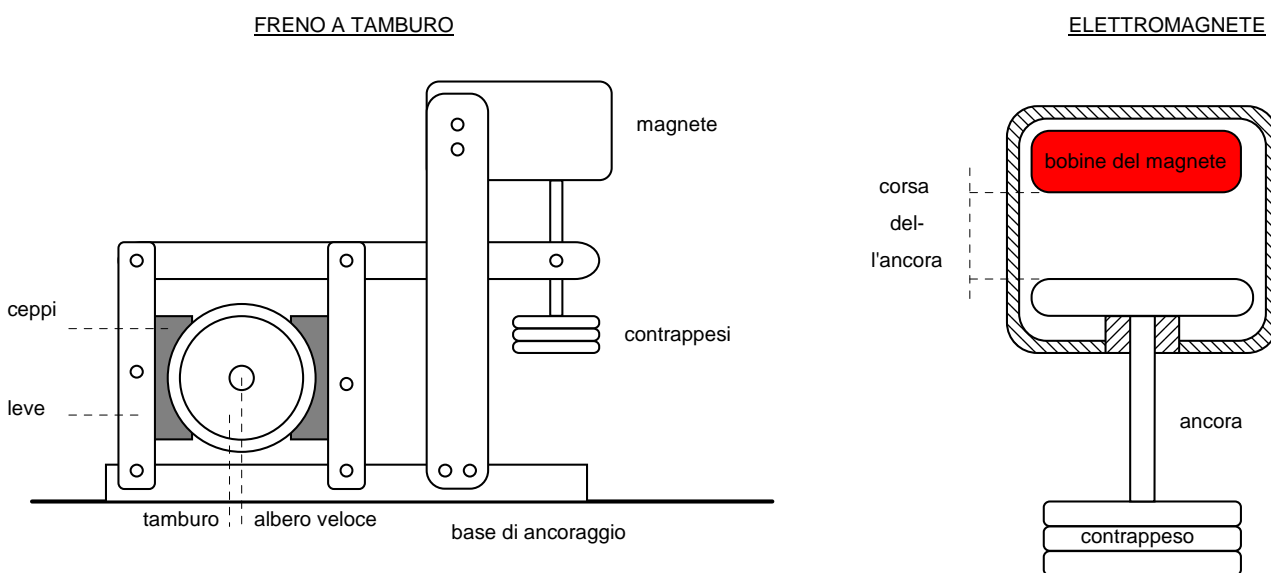 FRENO A TAMBURO
magnete
ceppi
contrappesi
leve
tamburo
albero veloce
base di ancoraggio
ELETTROMAGNETE
bobine del magnete
corsa
del-
l'ancora
ancora
contrappeso